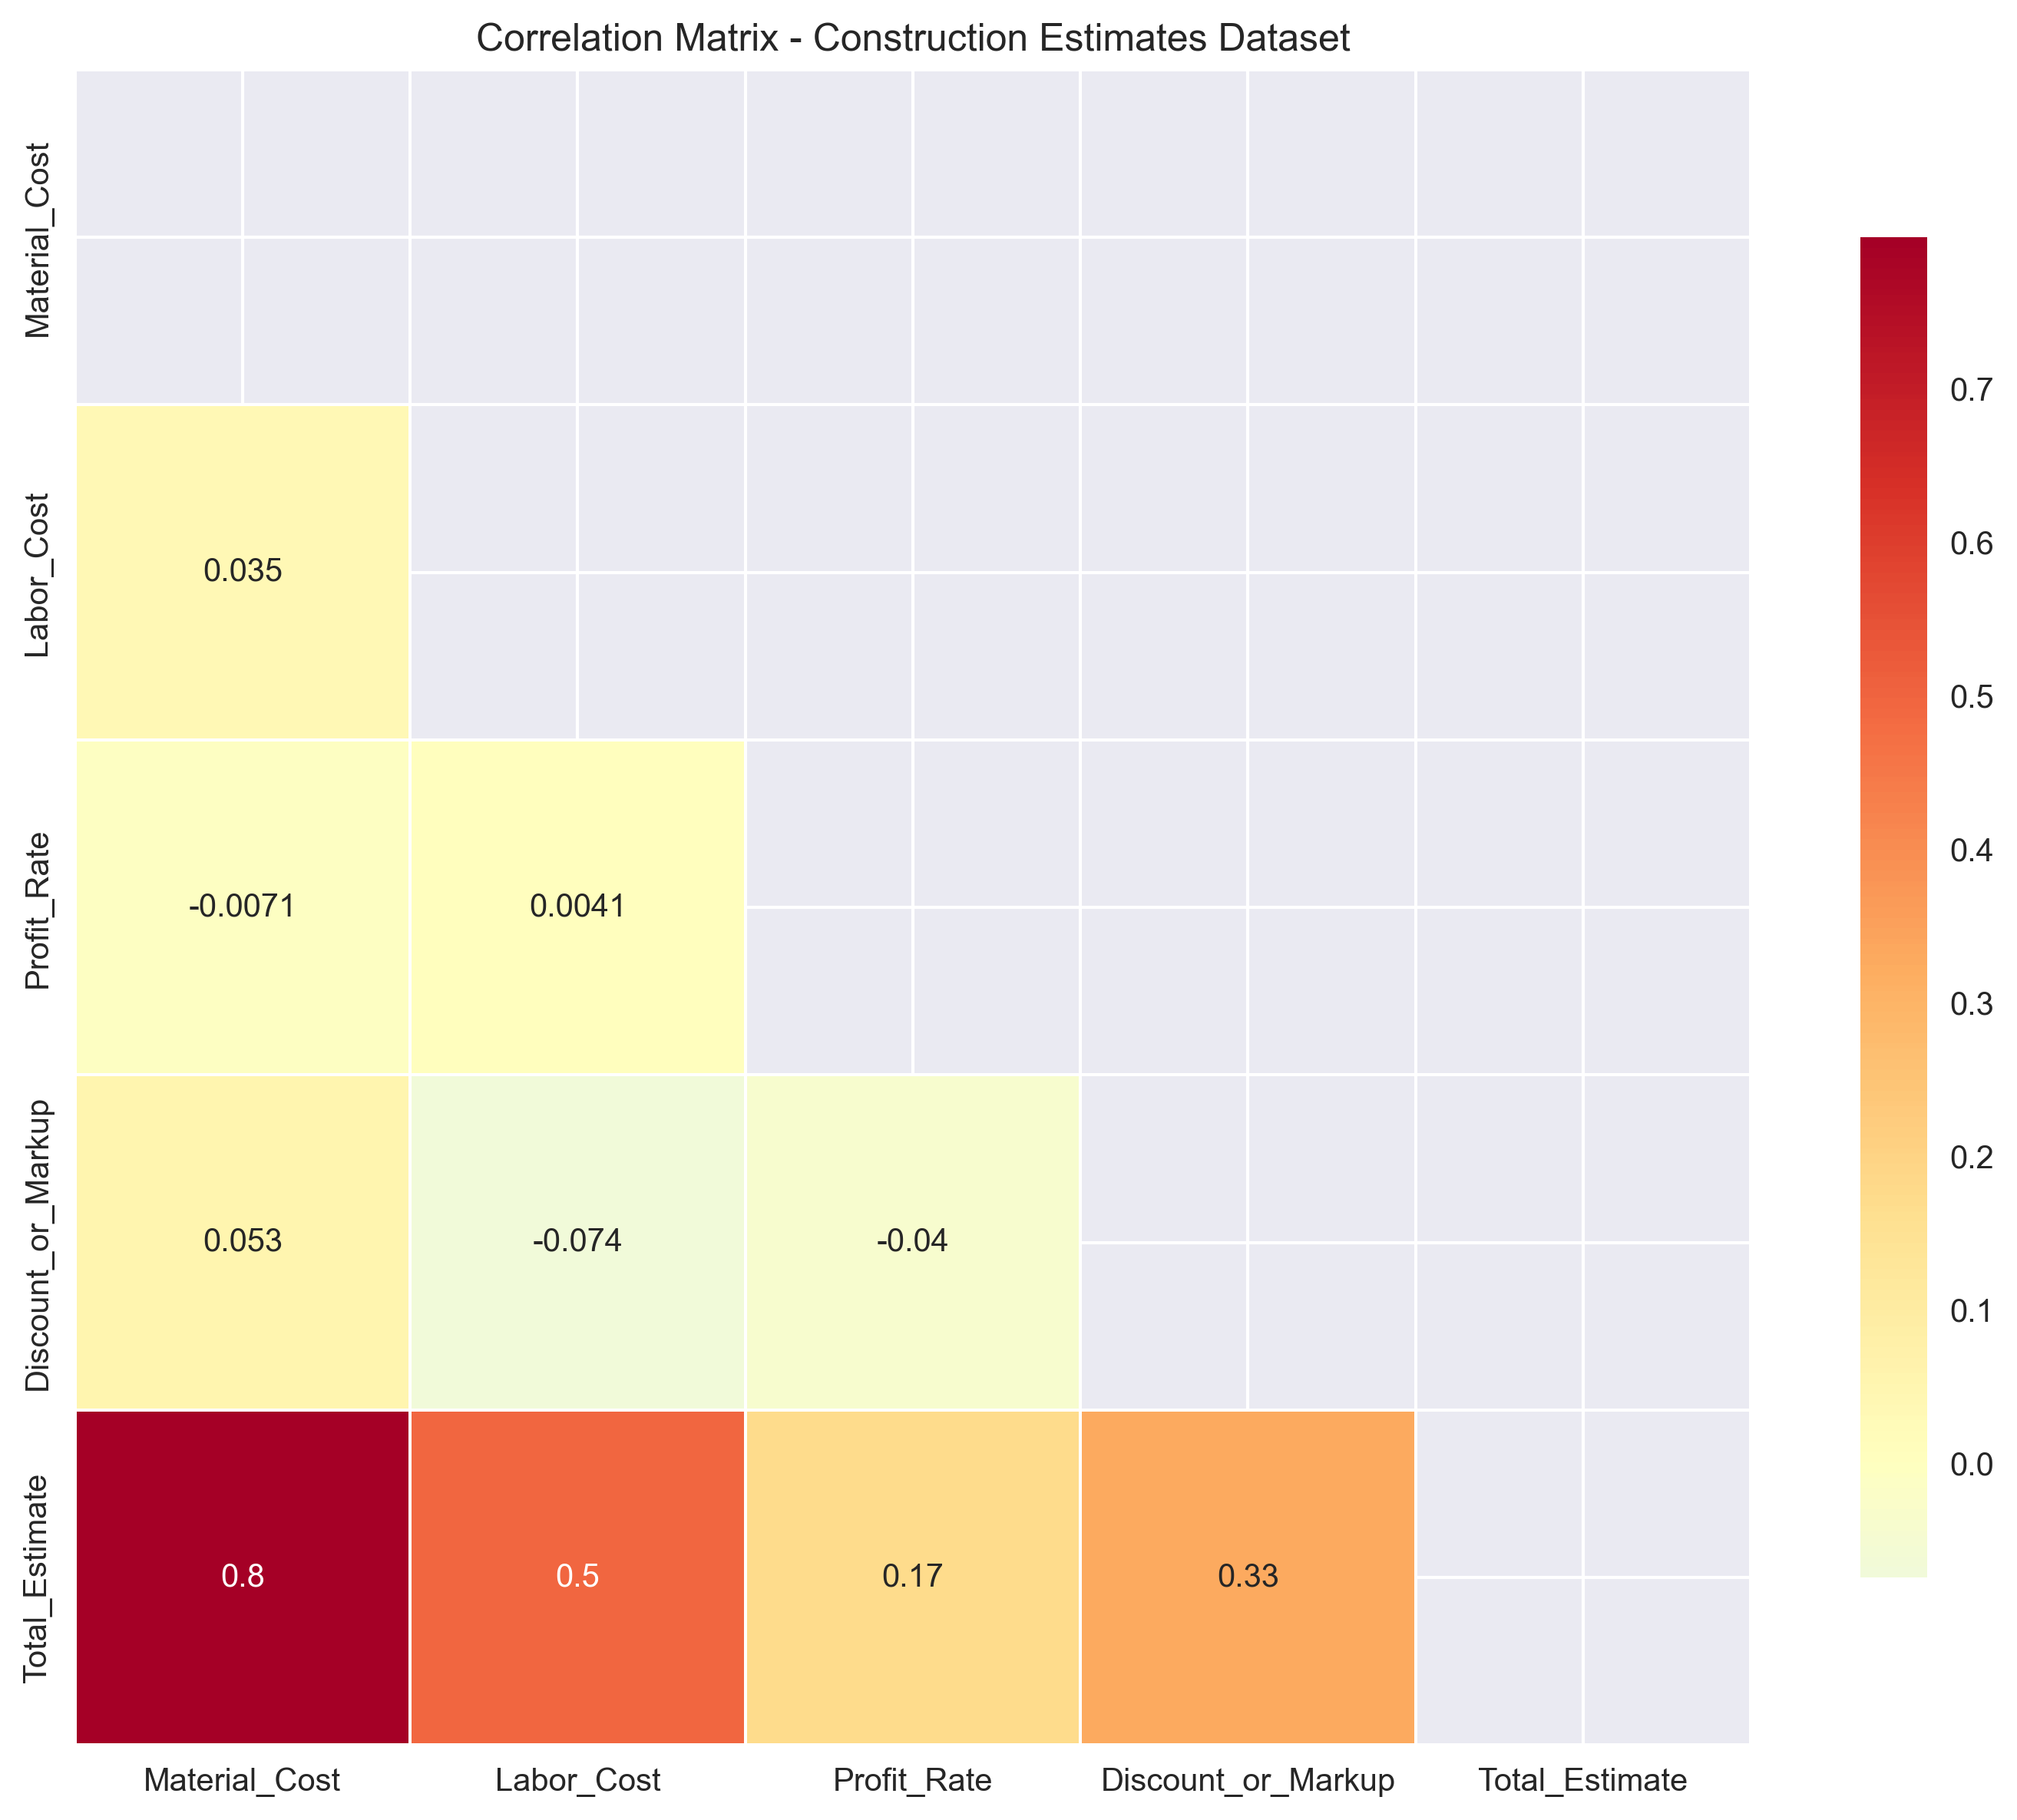 Correlation Matrix - Construction Estimates Dataset
Material_Cost
Labor_Cost
0.035
Profit_Rate
-0.0071 0.0041
Discount_or_Markup
0.053 -0.074 -0.04
Total_Estimate
0.8 0.5 0.17 0.33
Material_Cost Labor_Cost Profit_Rate Discount_or_Markup Total_Estimate
0.7
0.6
0.5
0.4
0.3
0.2
0.1
0.0